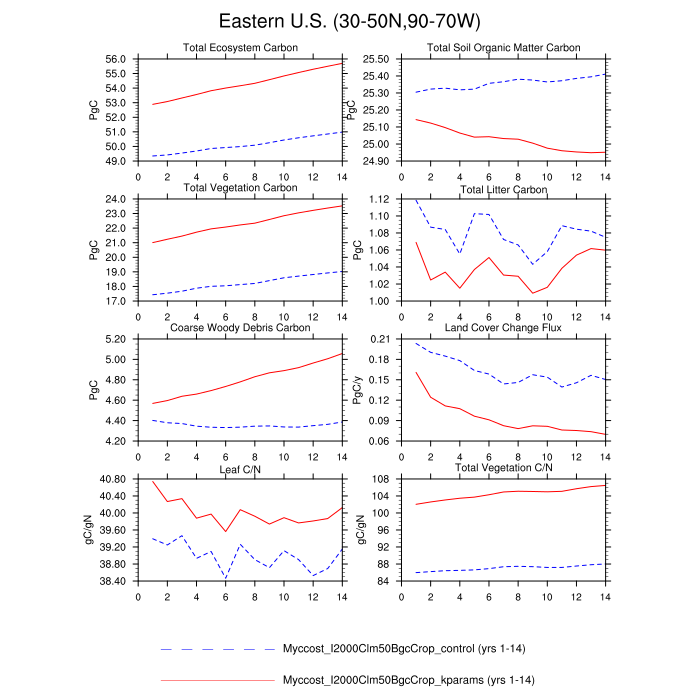 Eastern U.S. (30-50N,90-70W)
Total Ecosystem Carbon
56.0
55.0
54.0
53.0
52.0
51.0
50.0
49.0
PgC
0 2 4 6 8 10 12 14
Total Soil Organic Matter Carbon
25.50
25.40
25.30
25.20
25.10
25.00
24.90
PgC
0 2 4 6 8 10 12 14
Total Vegetation Carbon
24.0
23.0
22.0
21.0
20.0
19.0
18.0
17.0
PgC
0 2 4 6 8 10 12 14
Total Litter Carbon
1.12
1.10
1.08
1.06
1.04
1.02
1.00
PgC
0 2 4 6 8 10 12 14
Coarse Woody Debris Carbon
5.20
5.00
4.80
4.60
4.40
4.20
PgC
0 2 4 6 8 10 12 14
Land Cover Change Flux
0.21
0.18
0.15
0.12
0.09
0.06
PgC/y
0 2 4 6 8 10 12 14
Leaf C/N
40.80
40.40
40.00
39.60
39.20
38.80
38.40
gC/gN
0 2 4 6 8 10 12 14
Total Vegetation C/N
108
104
100
96
92
88
84
gC/gN
0 2 4 6 8 10 12 14
Myccost_I2000Clm50BgcCrop_control (yrs 1-14)
Myccost_I2000Clm50BgcCrop_kparams (yrs 1-14)